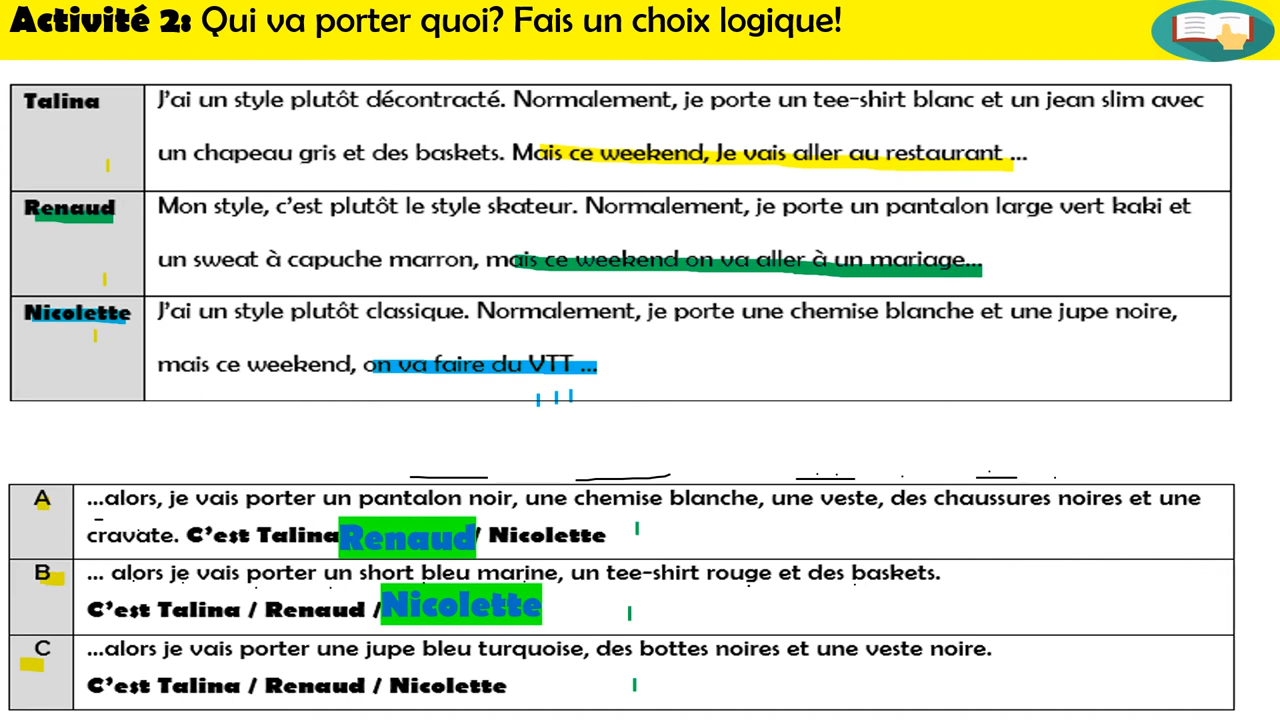 Activité 2: Qui va porter quoi? Fais un choix logique!
Talina
J'ai un style plutôt décontracté. Normalement, je porte un tee-shirt blanc et un jean slim avec
un chapeau gris et des baskets. Mais ce weekend, Je vais aller au restaurant ...
Renaud
Mon style, c'est plutôt le style skateur. Normalement, je porte un pantalon large vert kaki et
un sweat à capuche marron, mais ce weekend on va aller à un mariage...
Nicolette
J'ai un style plutôt classique. Normalement, je porte une chemise blanche et une jupe noire,
mais ce weekend, on va faire du VTT ...
A
...alors, je vais porter un pantalon noir, une chemise blanche, une veste, des chaussures noires et une
cravate. C'est Talina Renaud / Nicolette
B
... alors je vais porter un short bleu marine, un tee-shirt rouge et des baskets.
C'est Talina / Renaud / Nicolette
C
...alors je vais porter une jupe bleu turquoise, des bottes noires et une veste noire.
C'est Talina / Renaud / Nicolette